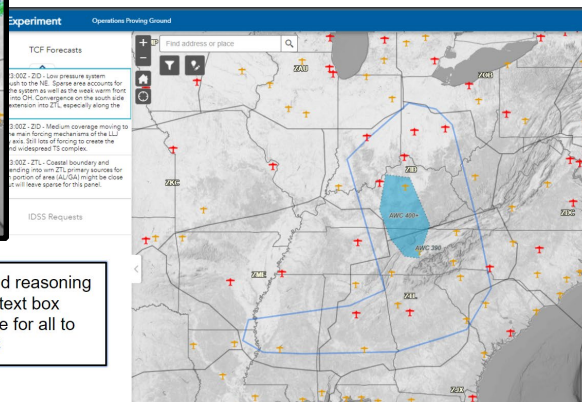 Experiment
Operations Proving Ground
TCF Forecasts
3:00Z - ZID - Low pressure system
ush to the NE. Sparse area accounts for
he system as well as the weak warm front
into OH. Convergence on the south side
extension into ZTL, especially along the
3:00Z - ZID - Medium coverage moving to
he main forcing mechanisms of the LLJ
y axis. Still lots of forcing to create the
nd widespread TS complex.
3:00Z - ZTL - Coastal boundary and
anding into wrn ZTL primary sources for
n portion of area (AL/GA) might be close
ut will leave sparse for this panel.
IDSS Requests
d reasoning
text box
e for all to
Find address or place
ZAU
ZOB
ZID
ZKC
AWC 400+
ZDC
AWC 390
ZME
ZTL
ZJX